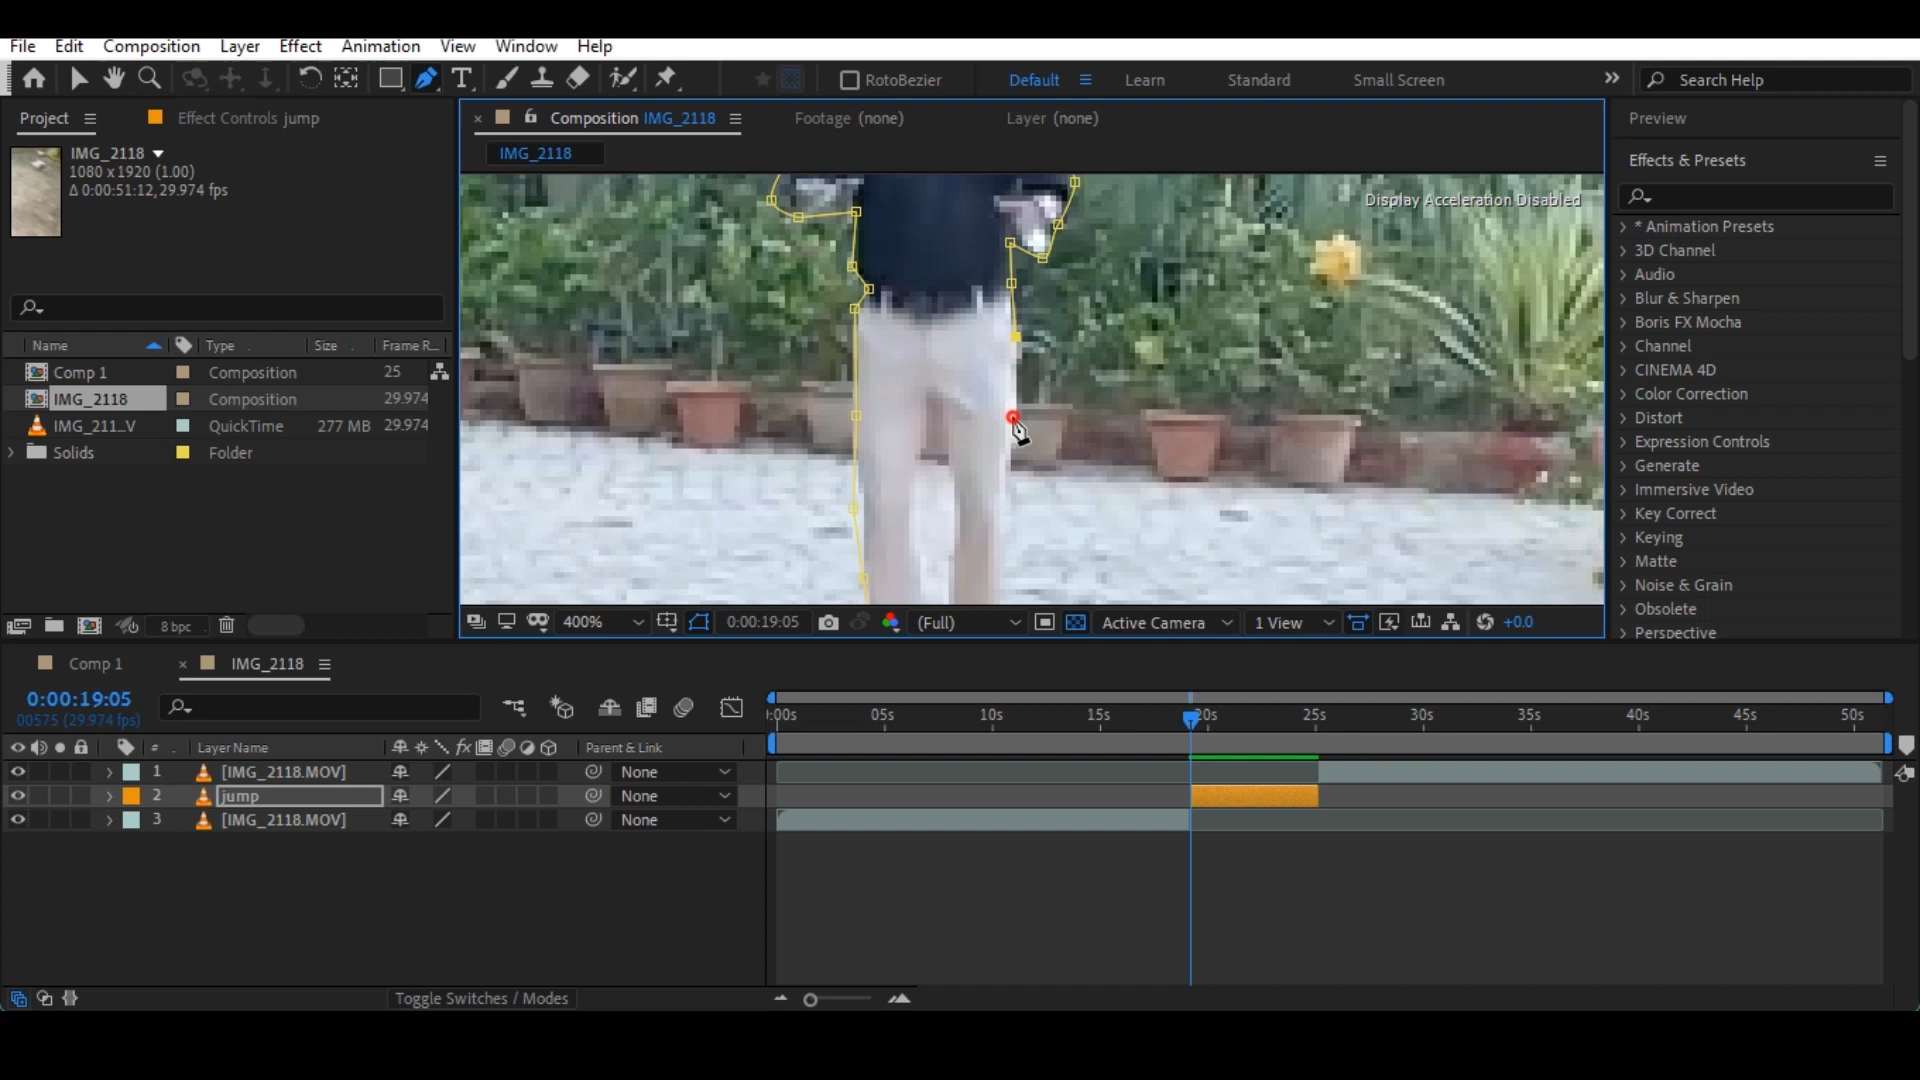 File Edit Composition Layer Effect Animation View Window Help
RotoBezier Default Learn Standard Small Screen Search Help
Project Effect Controls jump
Composition IMG_2118 Footage (none) Layer (none)
IMG_2118
Display Acceleration Disabled
IMG_2118
1080 x 1920 (1.00)
Δ 0:00:51:12, 29.974 fps
Name Type Size Frame R...
Comp 1 Composition 25
IMG_2118 Composition 29.974
IMG_211..V QuickTime 277 MB 29.974
Solids Folder
8 bpc
400% 0:00:19:05 (Full) Active Camera 1 View +0.0
Preview
Effects & Presets
* Animation Presets
3D Channel
Audio
Blur & Sharpen
Boris FX Mocha
Channel
CINEMA 4D
Color Correction
Distort
Expression Controls
Generate
Immersive Video
Key Correct
Keying
Matte
Noise & Grain
Obsolete
Perspective
Comp 1 IMG_2118
0:00:19:05
00575 (29.974 fps)
:00s 05s 10s 15s 20s 25s 30s 35s 40s 45s 50s
# Layer Name fx Parent & Link
1 [IMG_2118.MOV] None
2 jump None
3 [IMG_2118.MOV] None
Toggle Switches / Modes